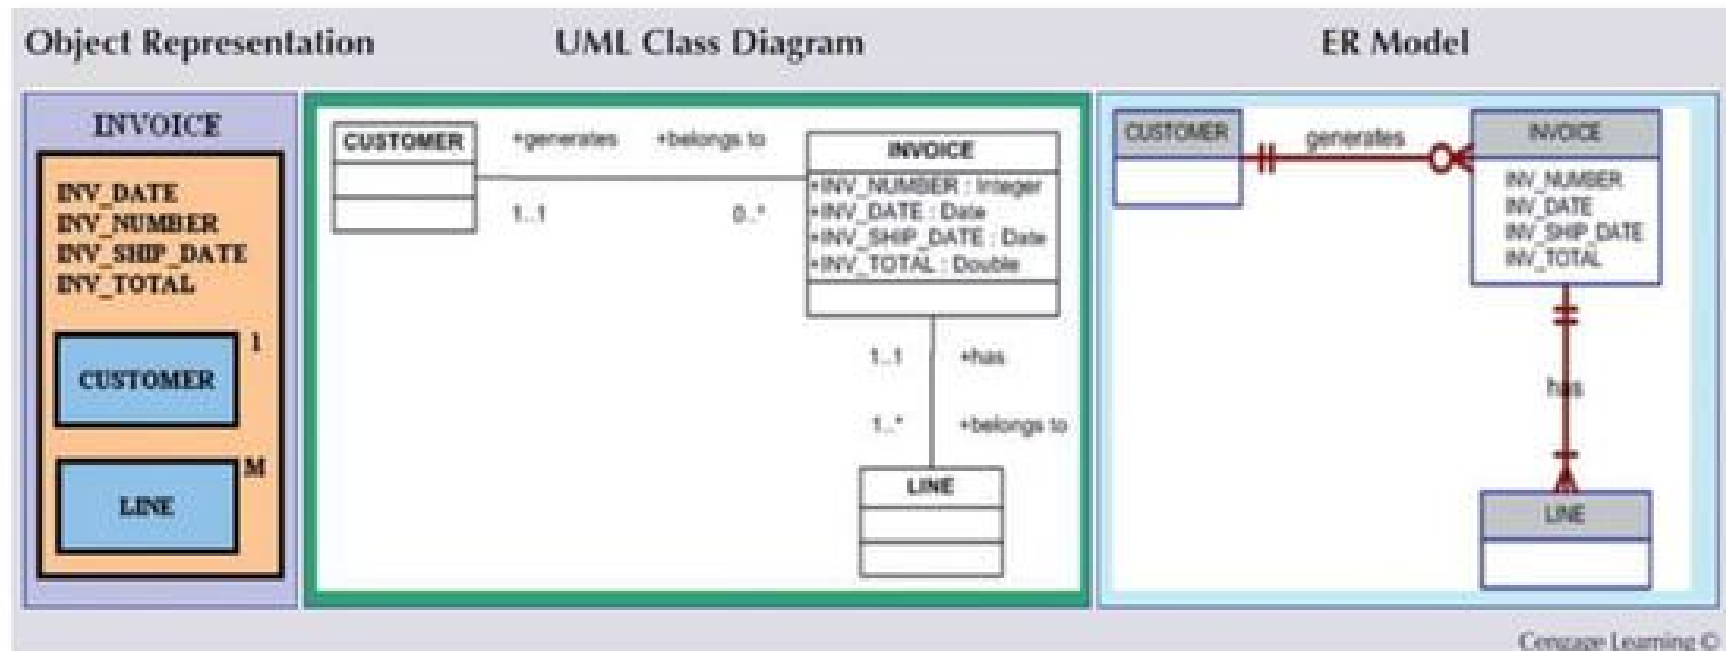 Object Representation
UML Class Diagram
ER Model
INVOICE
INV_DATE
INV_NUMBER
INV_SHIP_DATE
INV_TOTAL
CUSTOMER
1
LINE
M
CUSTOMER
+generates
+belongs to
1..1
0..*
INVOICE
+INV_NUMBER : Integer
+INV_DATE : Date
+INV_SHIP_DATE : Date
+INV_TOTAL : Double
1..1
+has
1..*
+belongs to
LINE
CUSTOMER
generates
INVOICE
INV_NUMBER
INV_DATE
INV_SHIP_DATE
INV_TOTAL
has
LINE
Cengage Learning ©